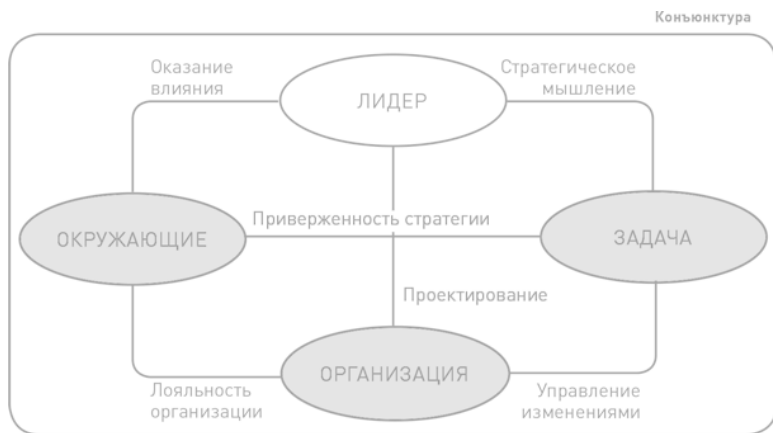 Конъюнктура
Оказание
влияния
ЛИДЕР
Стратегическое
мышление
ОКРУЖАЮЩИЕ
Приверженность стратегии
ЗАДАЧА
Проектирование
Лояльность
организации
ОРГАНИЗАЦИЯ
Управление
изменениями